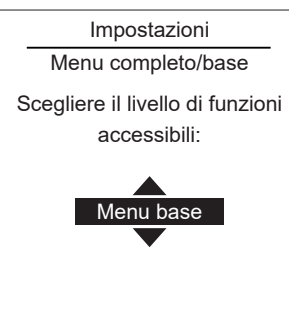 Impostazioni
Menu completo/base
Scegliere il livello di funzioni
accessibili:
Menu base